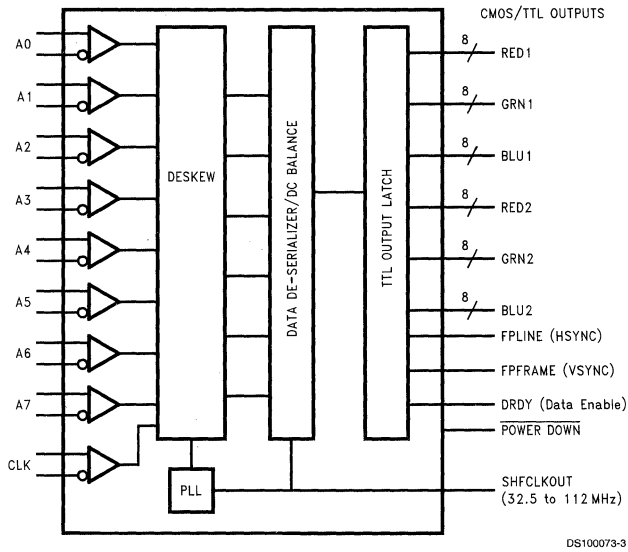 CMOS/TTL OUTPUTS
A0
A1
A2
A3
A4
A5
A6
A7
CLK
DESKEW
PLL
DATA DE-SERIALIZER/DC BALANCE
TTL OUTPUT LATCH
8
RED1
8
GRN1
8
BLU1
8
RED2
8
GRN2
8
BLU2
FPLINE (HSYNC)
FPFRAME (VSYNC)
DRDY (Data Enable)
POWER DOWN
SHFCLKOUT
(32.5 to 112 MHz)
DS100073-3